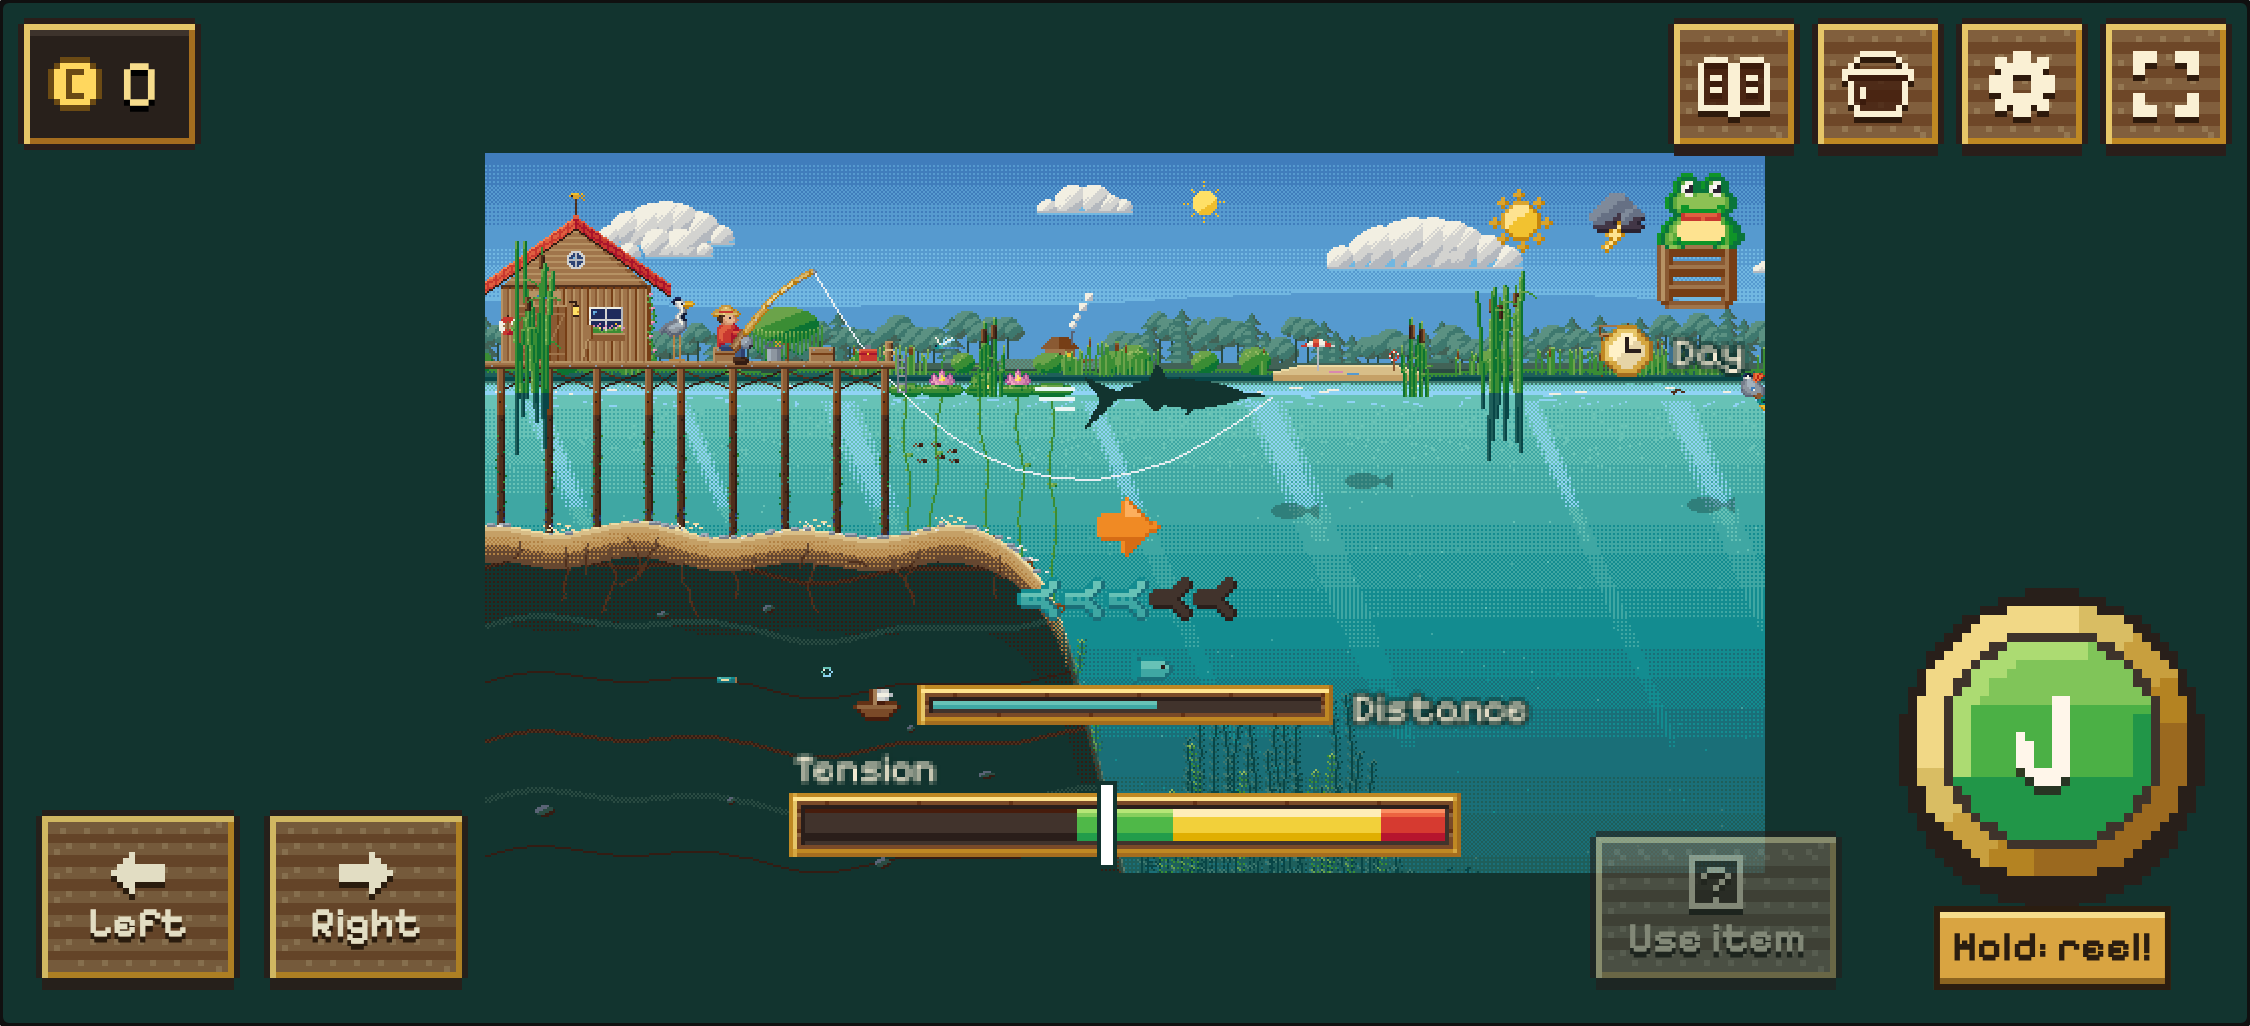 C 0
Day
Distance
Tension
Left
Right
?
Use item
J
Hold: reel!